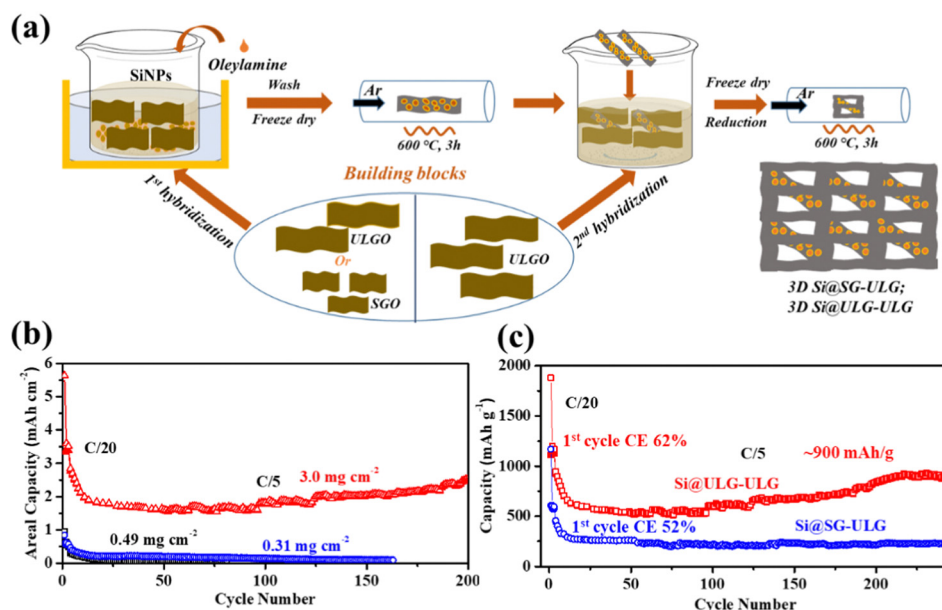 (a)
Oleylamine
SiNPs
Wash
Freeze dry
Ar
600 °C, 3h
Freeze dry
Reduction
Ar
600 °C, 3h
1st hybridization
Building blocks
2nd hybridization
ULGO
Or
SGO
ULGO
3D Si@SG-ULG;
3D Si@ULG-ULG
(b)
Areal Capacity (mAh cm-2)
6
5
4
3
2
1
0
C/20
C/5
3.0 mg cm-2
0.49 mg cm-2
0.31 mg cm-2
0 50 100 150 200
Cycle Number
(c)
Capacity (mAh g-1)
2000
1500
1000
500
0
C/20
1st cycle CE 62%
C/5
~900 mAh/g
Si@ULG-ULG
1st cycle CE 52%
Si@SG-ULG
0 50 100 150 200
Cycle Number